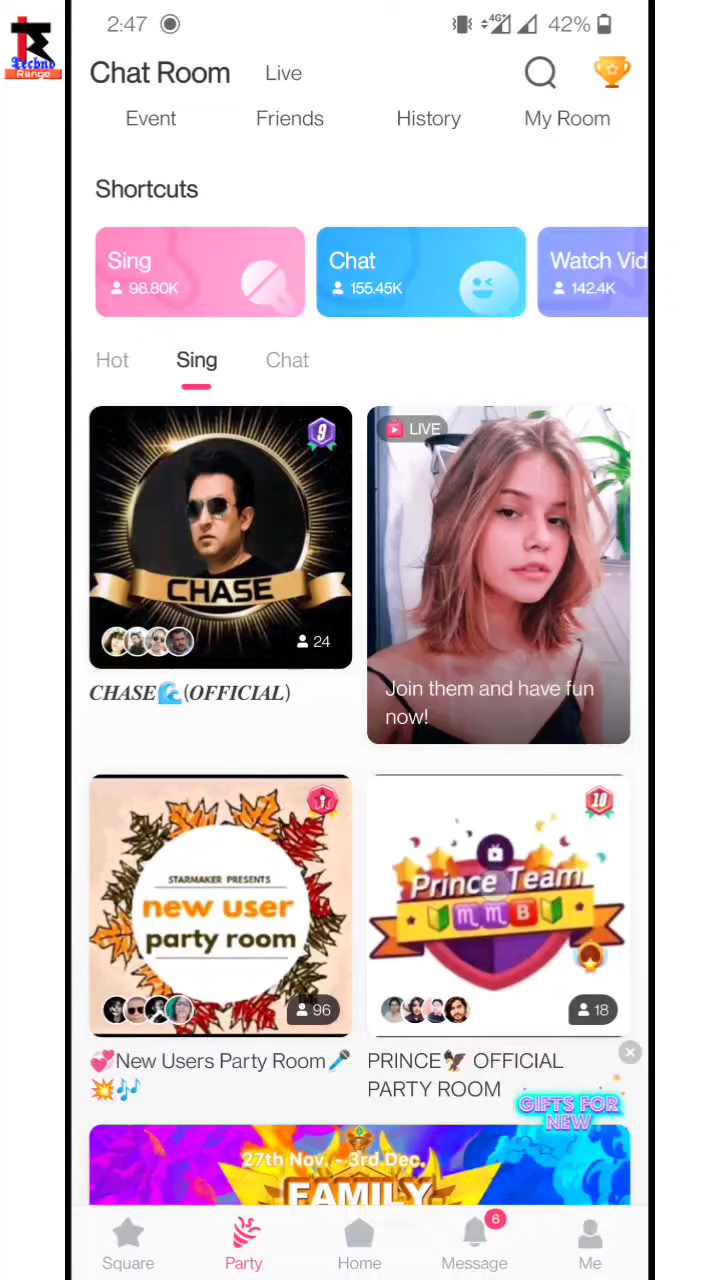 Techno
Range
2:47
4G+
42%
Chat Room
Live
Event
Friends
History
My Room
Shortcuts
Sing
98.80K
Chat
155.45K
Watch Vid
142.4K
Hot
Sing
Chat
9
CHASE
24
CHASE🌊(OFFICIAL)
LIVE
Join them and have fun
now!
STARMAKER PRESENTS
new user
party room
96
💞New Users Party Room🎤
💥🎶
10
Prince Team
🔰♏♏🅱🔰
18
PRINCE🦅 OFFICIAL
PARTY ROOM
GIFTS FOR
NEW
27th Nov. - 3rd Dec.
FAMILY
6
Square
Party
Home
Message
Me